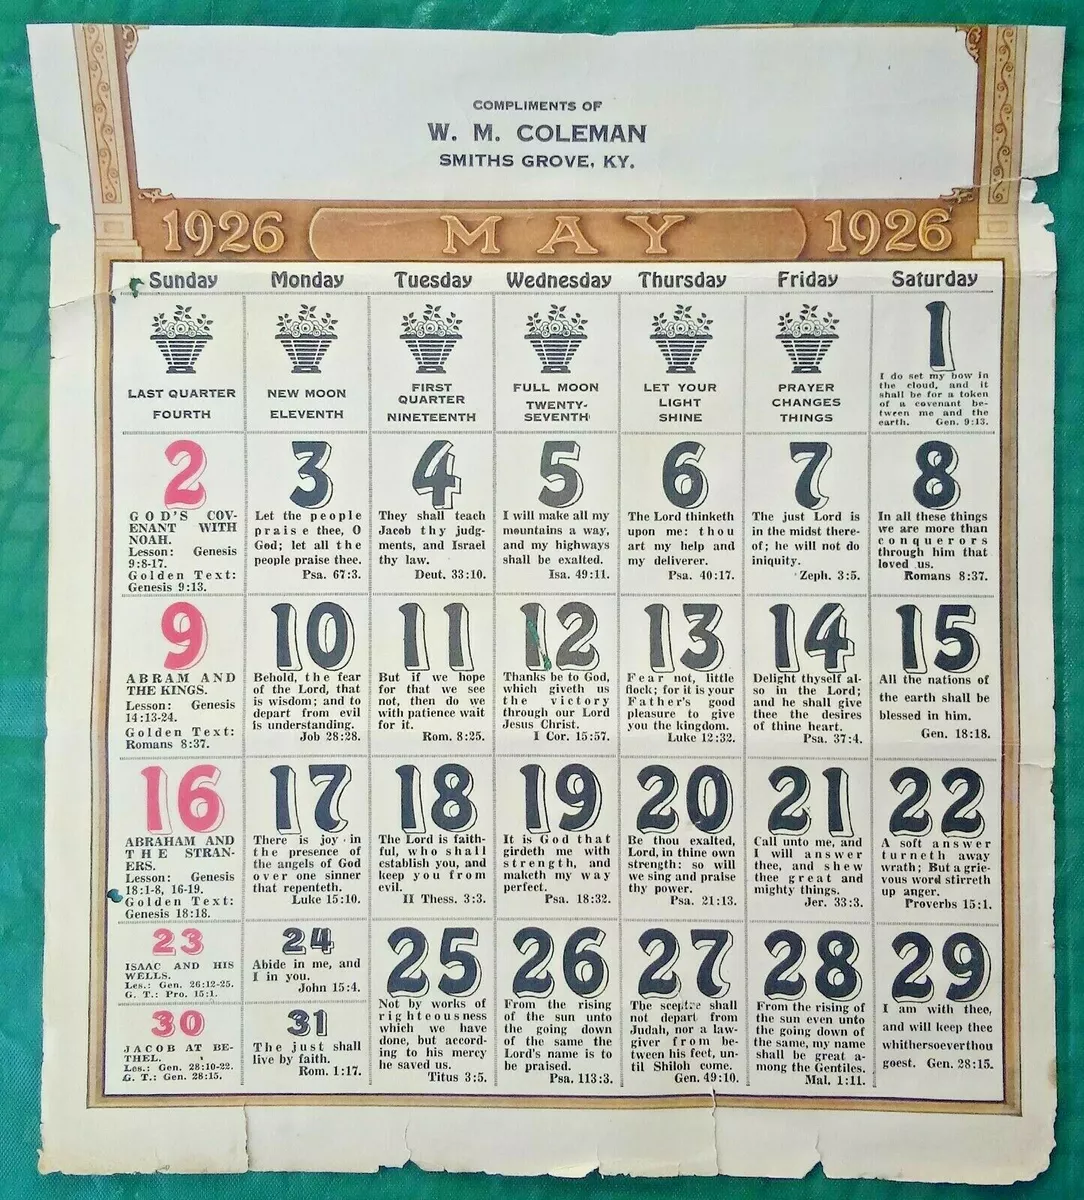 COMPLIMENTS OF
W. M. COLEMAN
SMITHS GROVE, KY.
1926 MAY 1926
Sunday Monday Tuesday Wednesday Thursday Friday Saturday
LAST QUARTER
FOURTH
NEW MOON
ELEVENTH
FIRST
QUARTER
NINETEENTH
FULL MOON
TWENTY-
SEVENTH
LET YOUR
LIGHT
SHINE
PRAYER
CHANGES
THINGS
1
I do set my bow in
the cloud, and it
shall be for a token
of a covenant be-
tween me and the
earth. Gen. 9:13.
2
GOD'S COV-
ENANT WITH
NOAH.
Lesson: Genesis
9:8-17.
Golden Text:
Genesis 9:13.
3
Let the people
praise thee, O
God; let all the
people praise thee.
Psa. 67:3.
4
They shall teach
Jacob thy judg-
ments, and Israel
thy law.
Deut. 33:10.
5
I will make all my
mountains a way,
and my highways
shall be exalted.
Isa. 49:11.
6
The Lord thinketh
upon me: thou
art my help and
my deliverer.
Psa. 40:17.
7
The just Lord is
in the midst there-
of; he will not do
iniquity.
Zeph. 3:5.
8
In all these things
we are more than
conquerors
through him that
loved us.
Romans 8:37.
9
ABRAM AND
THE KINGS.
Lesson: Genesis
14:13-24.
Golden Text:
Romans 8:37.
10
Behold, the fear
of the Lord, that
is wisdom; and to
depart from evil
is understanding.
Job 28:28.
11
But if we hope
for that we see
not, then do we
with patience wait
for it.
Rom. 8:25.
12
Thanks be to God,
which giveth us
the victory
through our Lord
Jesus Christ.
I Cor. 15:57.
13
Fear not, little
flock; for it is your
Father's good
pleasure to give
you the kingdom.
Luke 12:32.
14
Delight thyself al-
so in the Lord;
and he shall give
thee the desires
of thine heart.
Psa. 37:4.
15
All the nations of
the earth shall be
blessed in him.
Gen. 18:18.
16
ABRAHAM AND
THE STRAN-
ERS.
Lesson: Genesis
18:1-8, 16-19.
Golden Text:
Genesis 18:18.
17
There is joy in
the presence of
the angels of God
over one sinner
that repenteth.
Luke 15:10.
18
The Lord is faith-
ful, who shall
establish you, and
keep you from
evil.
II Thess. 3:3.
19
It is God that
girdeth me with
strength, and
maketh my way
perfect.
Psa. 18:32.
20
Be thou exalted,
Lord, in thine own
strength: so will
we sing and praise
thy power.
Psa. 21:13.
21
Call unto me, and
I will answer
thee, and shew
thee great and
mighty things.
Jer. 33:3.
22
A soft answer
turneth away
wrath; But a grie-
vous word stirreth
up anger.
Proverbs 15:1.
23
ISAAC AND HIS
WELLS.
Les.: Gen. 26:12-25.
G. T.: Pro. 15:1.
24
Abide in me, and
I in you.
John 15:4.
25
Not by works of
righteousness
which we have
done, but accord-
ing to his mercy
he saved us.
Titus 3:5.
26
From the rising
of the sun unto
the going down
of the same the
Lord's name is to
be praised.
Psa. 113:3.
27
The sceptre shall
not depart from
Judah, nor a law-
giver from be-
tween his feet, un-
til Shiloh come.
Gen. 49:10.
28
From the rising of
the sun even unto
the going down of
the same, my name
shall be great a-
mong the Gentiles.
Mal. 1:11.
29
I am with thee,
and will keep thee
whithersoeverthou
goest. Gen. 28:15.
30
JACOB AT BE-
THEL.
Les.: Gen. 28:10-22.
G. T.: Gen. 28:15.
31
The just shall
live by faith.
Rom. 1:17.